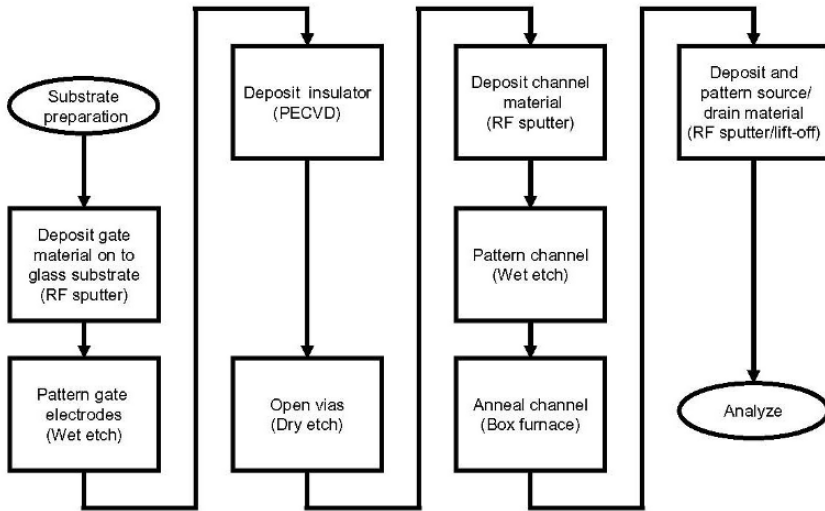 Substrate
preparation
Deposit gate
material on to
glass substrate
(RF sputter)
Pattern gate
electrodes
(Wet etch)
Deposit insulator
(PECVD)
Open vias
(Dry etch)
Deposit channel
material
(RF sputter)
Pattern channel
(Wet etch)
Anneal channel
(Box furnace)
Deposit and
pattern source/
drain material
(RF sputter/lift-off)
Analyze